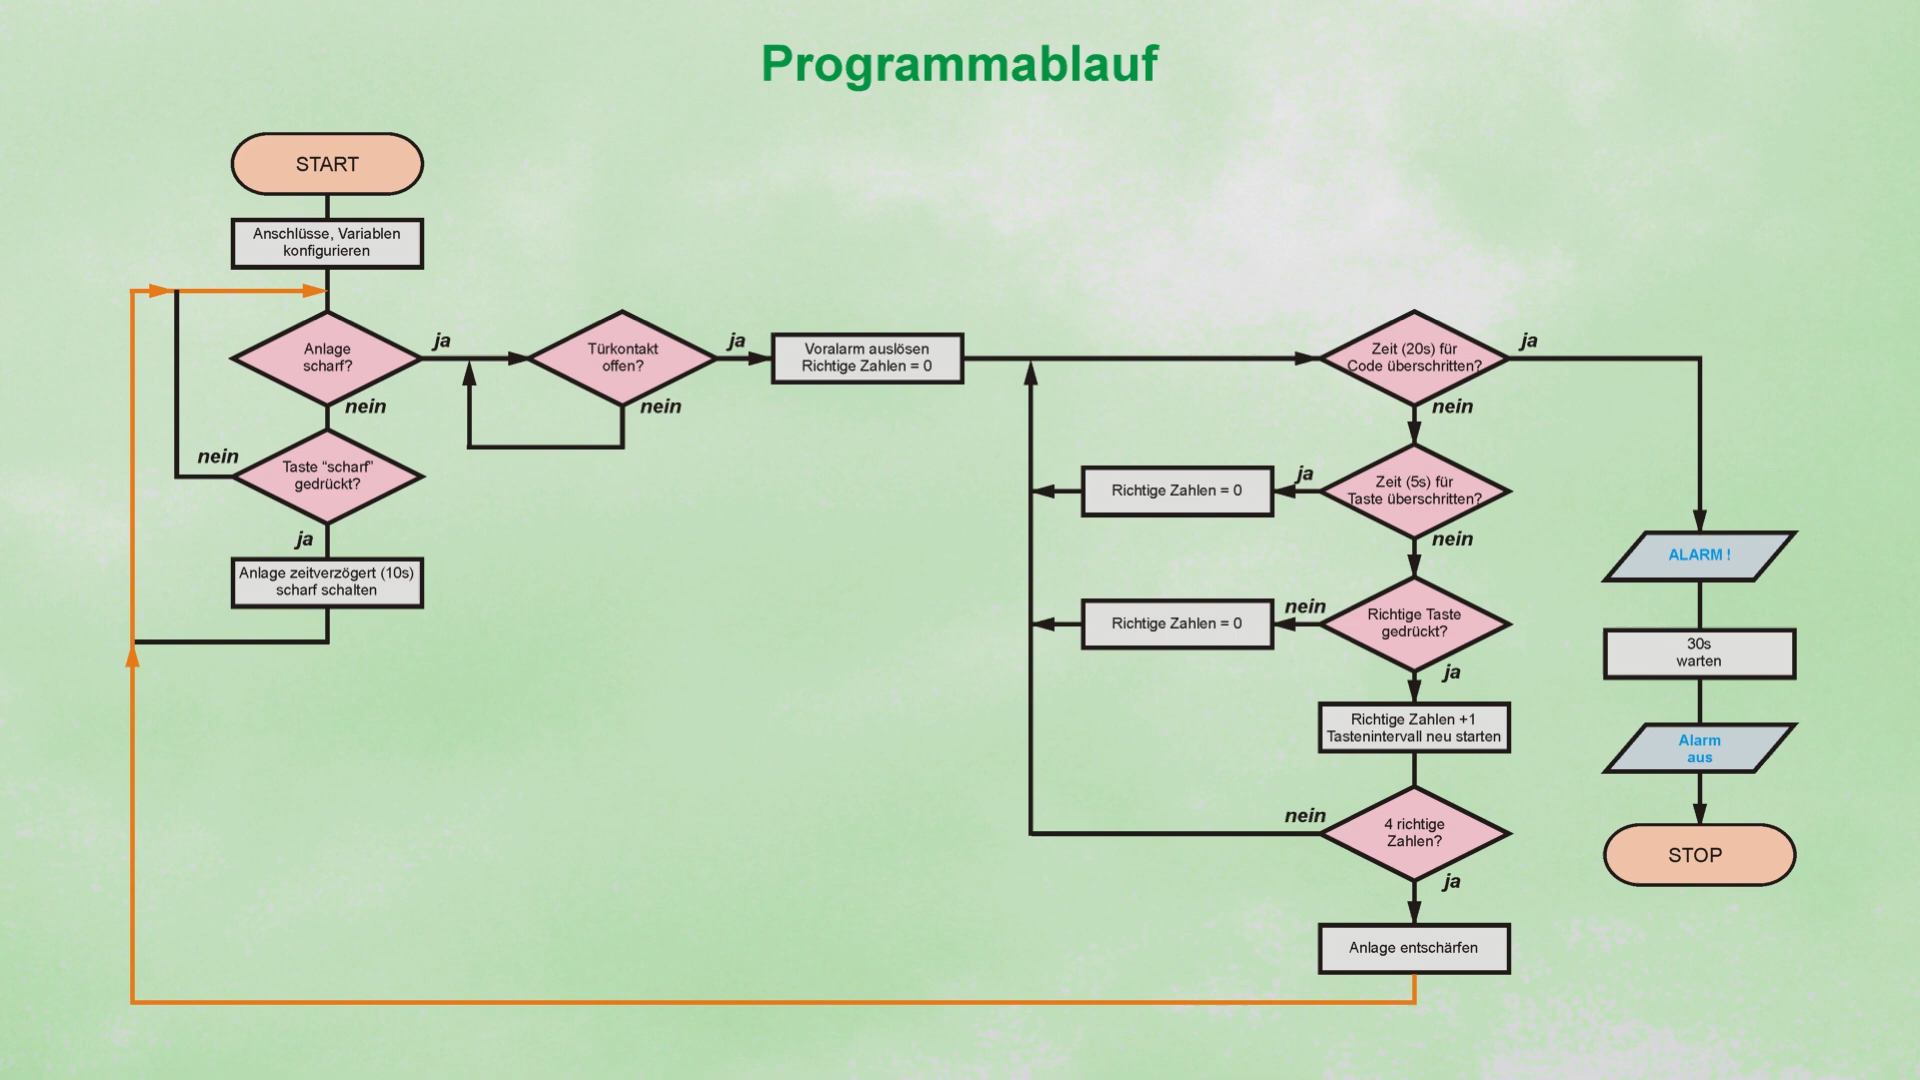 Programmablauf
START
Anschlüsse, Variablen
konfigurieren
Anlage
scharf?
ja
nein
Taste “scharf”
gedrückt?
nein
ja
Anlage zeitverzögert (10s)
scharf schalten
Türkontakt
offen?
ja
nein
Voralarm auslösen
Richtige Zahlen = 0
Zeit (20s) für
Code überschritten?
ja
nein
Zeit (5s) für
Taste überschritten?
ja
Richtige Zahlen = 0
nein
Richtige Taste
gedrückt?
nein
Richtige Zahlen = 0
ja
Richtige Zahlen +1
Tastenintervall neu starten
4 richtige
Zahlen?
nein
ja
Anlage entschärfen
ALARM !
30s
warten
Alarm
aus
STOP